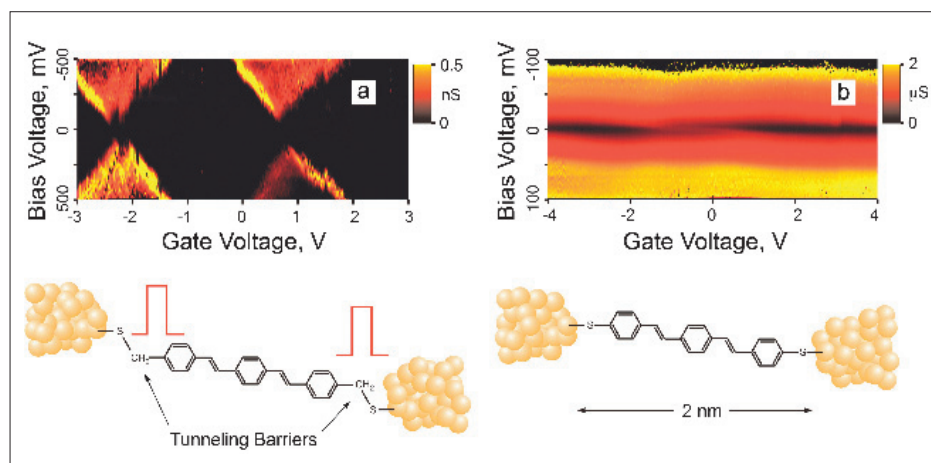 -500
0
500
Bias Voltage, mV
a
0.5
nS
0
-3 -2 -1 0 1 2 3
Gate Voltage, V
-100
0
100
Bias Voltage, mV
b
2
µS
0
-4 -2 0 2 4
Gate Voltage, V
S
CH2
CH2
S
Tunneling Barriers
S
S
2 nm